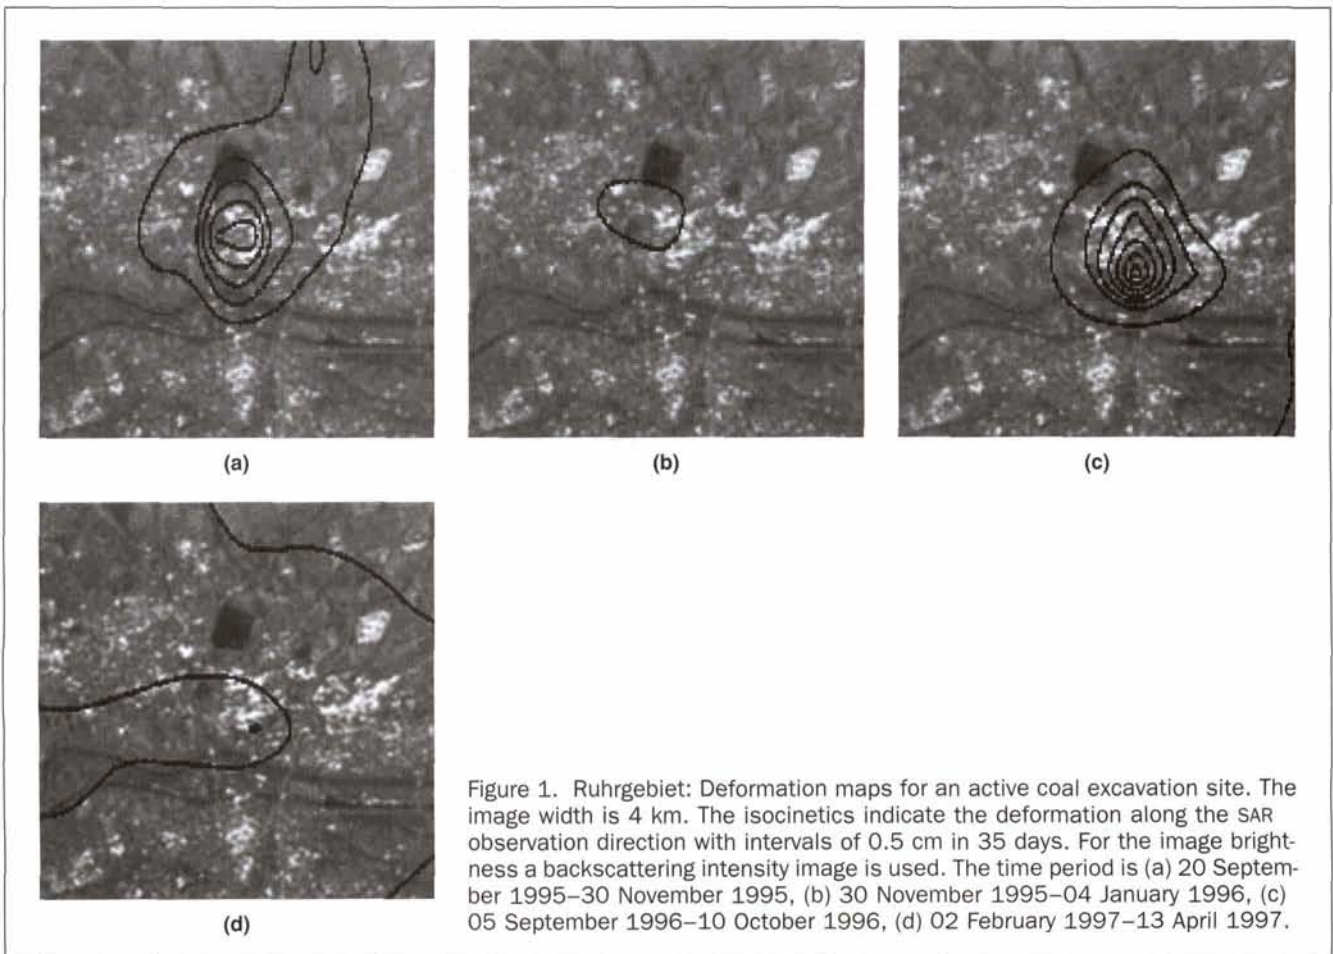 (a)
(b)
(c)
(d)
Figure 1. Ruhrgebiet: Deformation maps for an active coal excavation site. The
image width is 4 km. The isocinetics indicate the deformation along the SAR
observation direction with intervals of 0.5 cm in 35 days. For the image bright-
ness a backscattering intensity image is used. The time period is (a) 20 Septem-
ber 1995–30 November 1995, (b) 30 November 1995–04 January 1996, (c)
05 September 1996–10 October 1996, (d) 02 February 1997–13 April 1997.